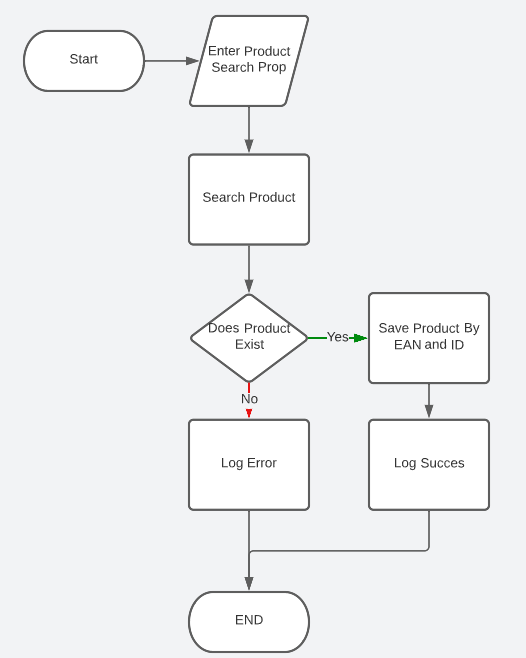 Start
Enter Product
Search Prop
Search Product
Does Product
Exist
Yes
Save Product By
EAN and ID
No
Log Error
Log Succes
END